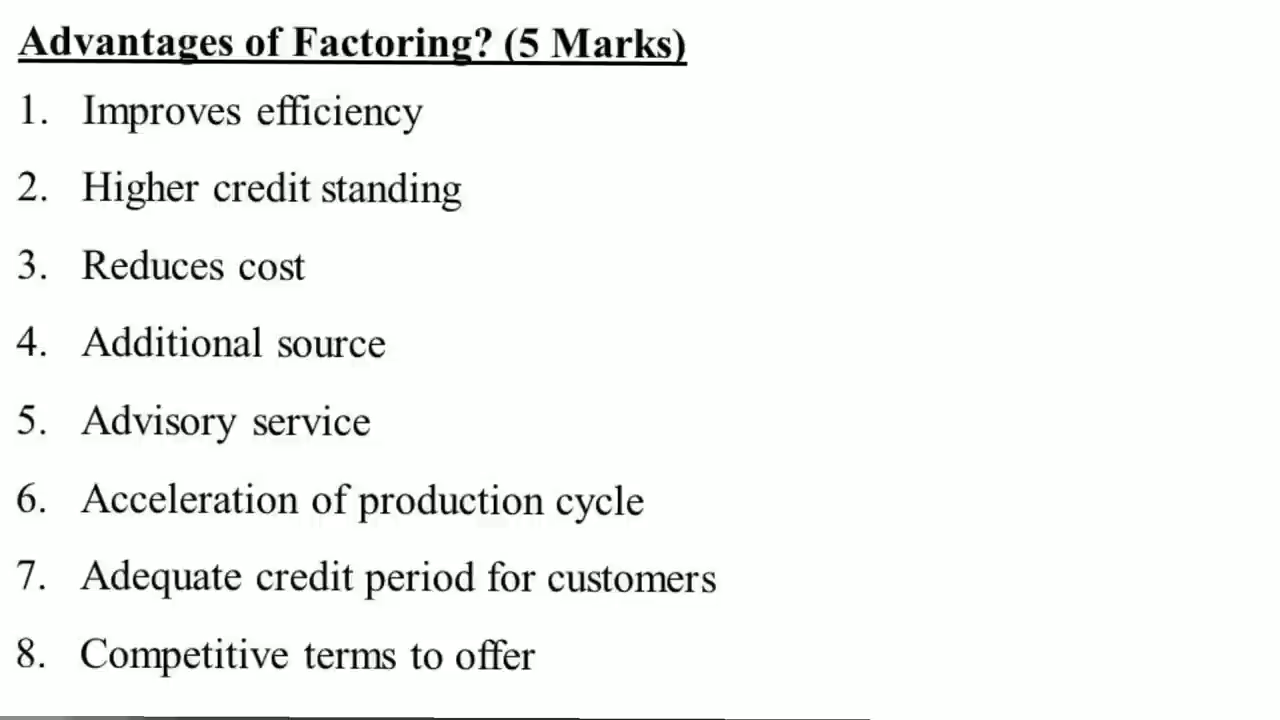 Advantages of Factoring? (5 Marks)
1. Improves efficiency
2. Higher credit standing
3. Reduces cost
4. Additional source
5. Advisory service
6. Acceleration of production cycle
7. Adequate credit period for customers
8. Competitive terms to offer